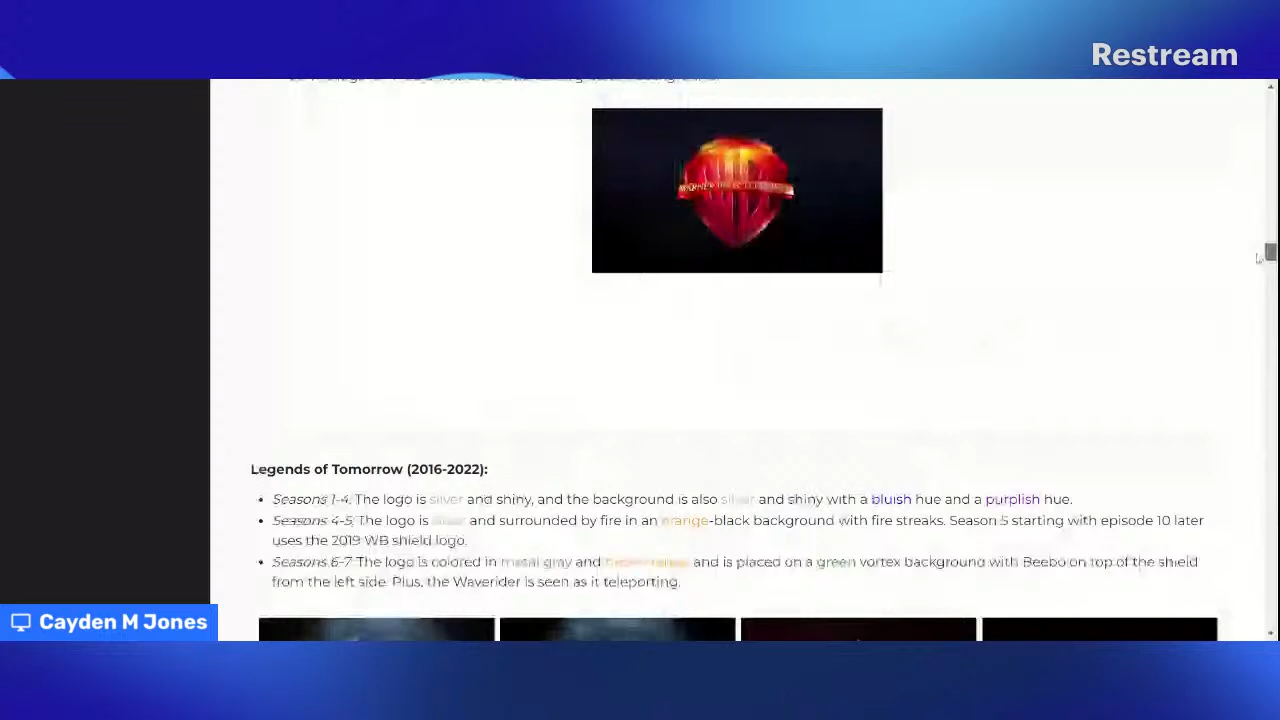 Restream
Legends of Tomorrow (2016-2022):
Seasons 1-4: The logo is silver and shiny, and the background is also silver and shiny with a bluish hue and a purplish hue.
Seasons 4-5: The logo is silver and surrounded by fire in an orange-black background with fire streaks. Season 5 starting with episode 10 later
uses the 2019 WB shield logo.
Seasons 6-7 The logo is colored in metal gray and and is placed on a green vortex background with Beebo on top of the shield
from the left side. Plus, the Waverider is seen as it teleporting.
Cayden M Jones